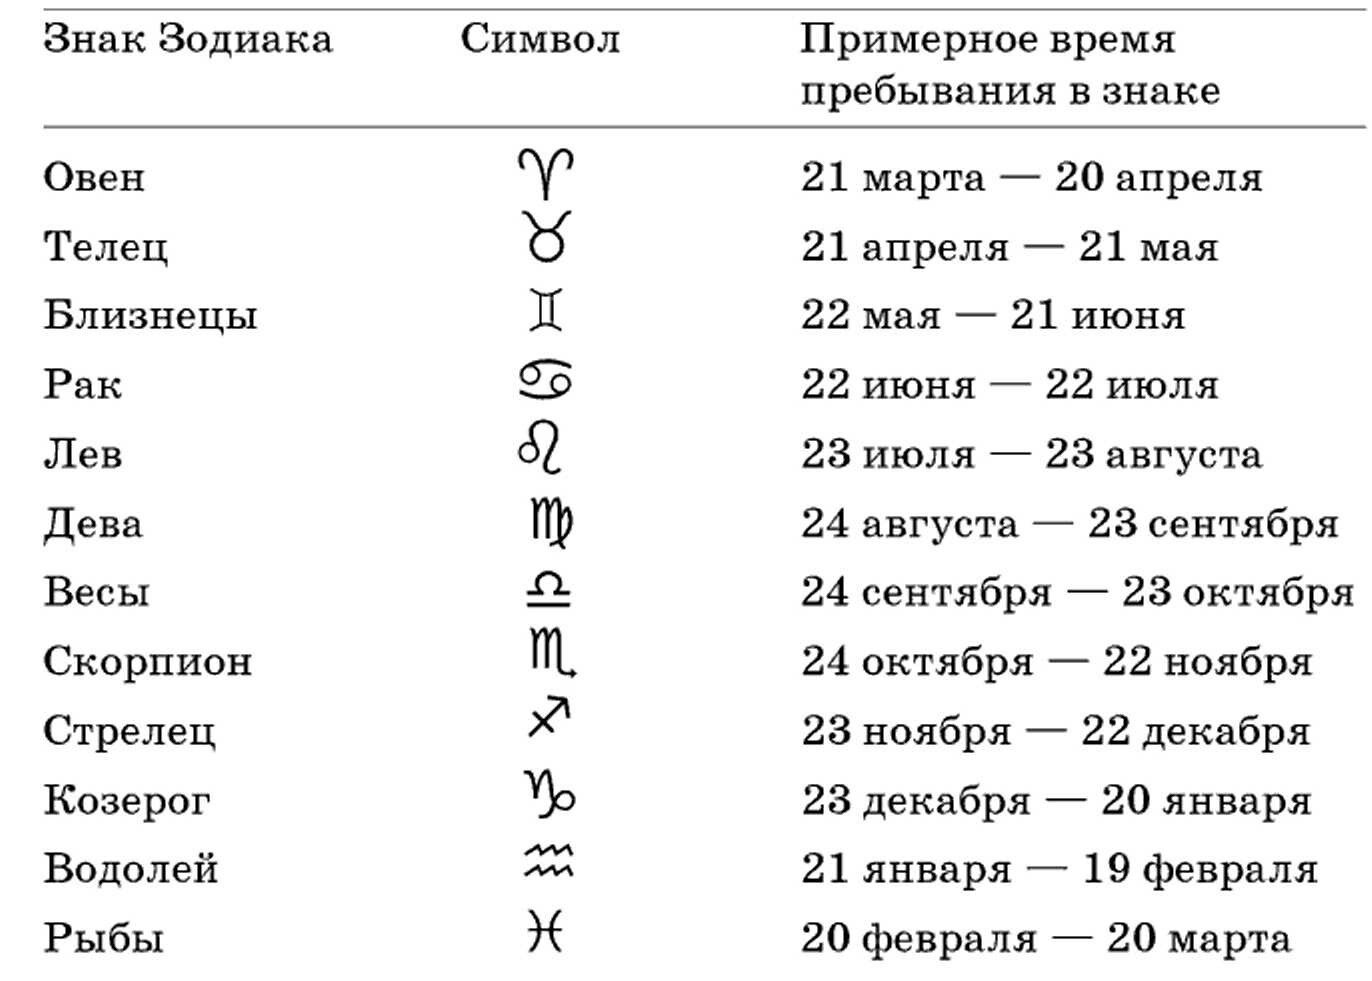 Знак Зодиака Символ Примерное время
пребывания в знаке
Овен ♈ 21 марта — 20 апреля
Телец ♉ 21 апреля — 21 мая
Близнецы ♊ 22 мая — 21 июня
Рак ♋ 22 июня — 22 июля
Лев ♌ 23 июля — 23 августа
Дева ♍ 24 августа — 23 сентября
Весы ♎ 24 сентября — 23 октября
Скорпион ♏ 24 октября — 22 ноября
Стрелец ♐ 23 ноября — 22 декабря
Козерог ♑ 23 декабря — 20 января
Водолей ♒ 21 января — 19 февраля
Рыбы ♓ 20 февраля — 20 марта